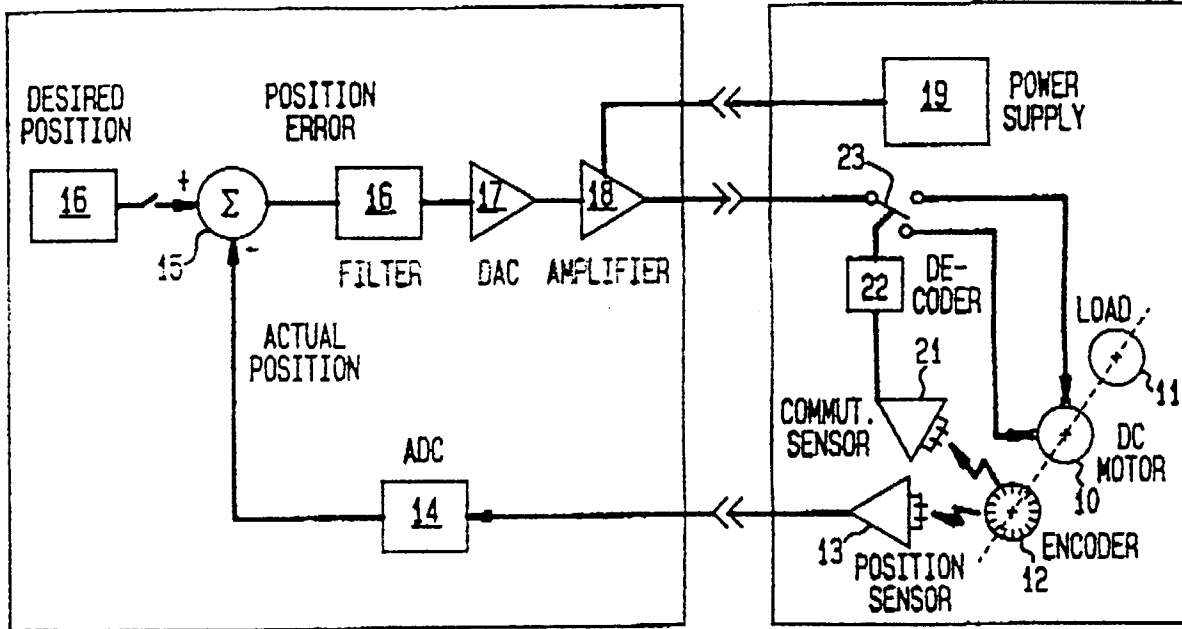 DESIRED
POSITION
16
+
Σ
-
15
POSITION
ERROR
16
FILTER
17
DAC
18
AMPLIFIER
19
POWER
SUPPLY
23
22
DE-
CODER
21
COMMUT.
SENSOR
LOAD
11
DC
MOTOR
10
ENCODER
12
13
POSITION
SENSOR
ADC
14
ACTUAL
POSITION